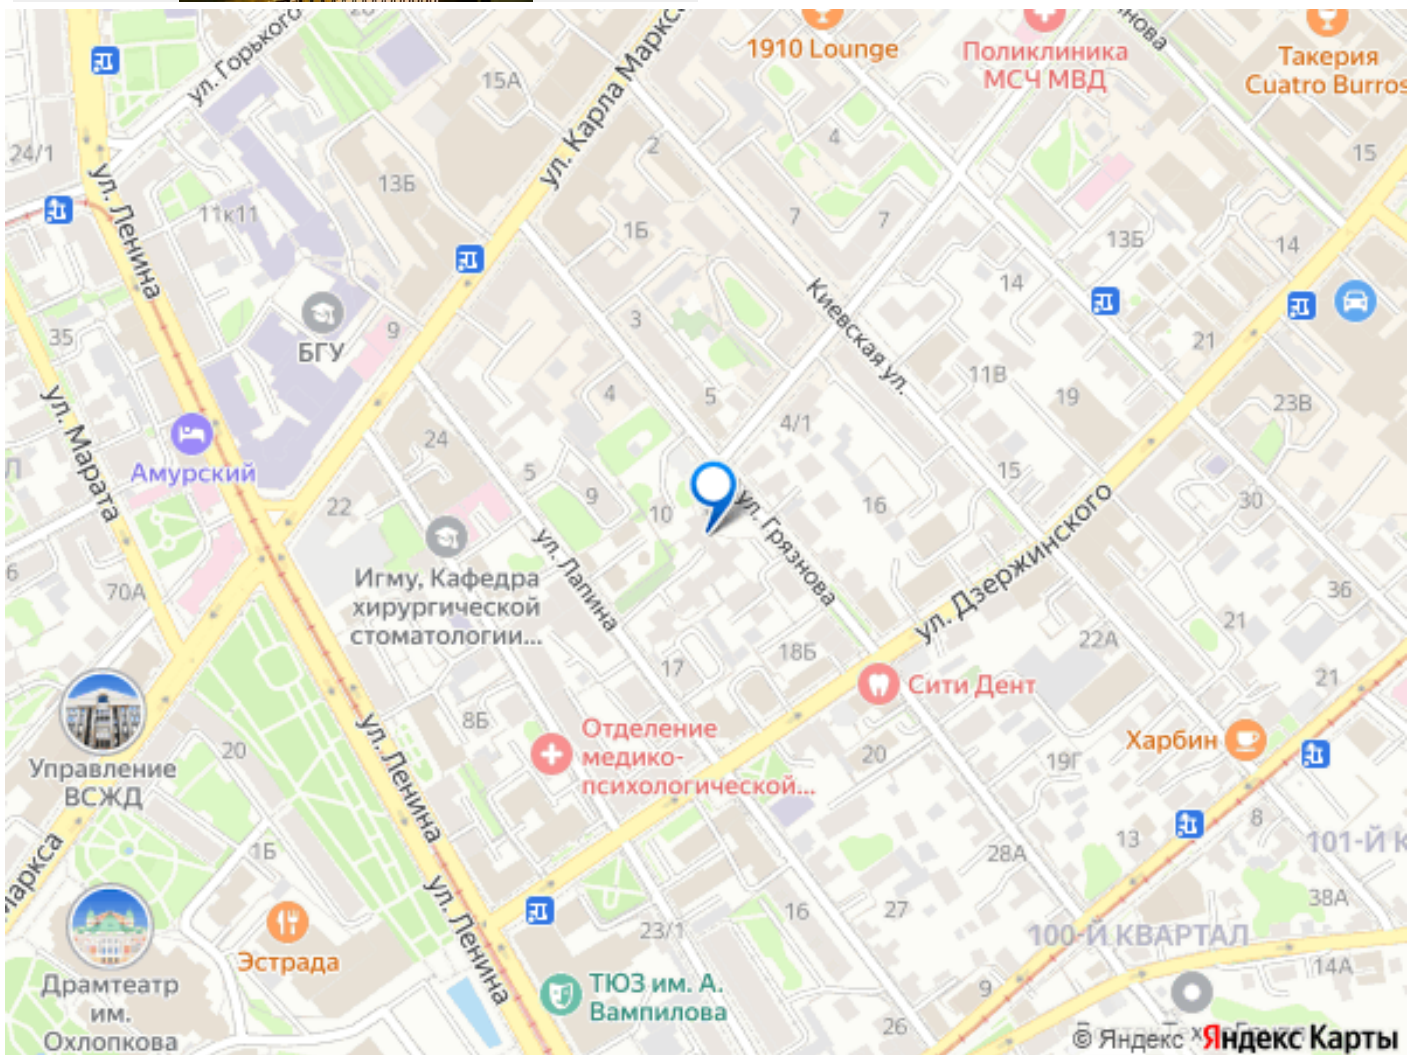 1910 Lounge
Поликлиника
МСЧ МВД
нова
Такерия
Cuatro Burros
ул. Горького
15А
ул. Карла Маркс
2
4
15
24/1
ул. Ленина
13Б
11к11
1Б
7
7
13Б
14
14
35
БГУ
9
3
Киевская ул.
21
ул. Марата
Амурский
24
4
5
4/1
11В
19
23В
5
9
10
22
16
15
30
ул. Грязнова
ул. Дзержинского
6
70А
Игму, Кафедра
хирургической
стоматологии...
ул. Лапина
17
18Б
36
21
22А
21
Сити Дент
Управление
ВСЖД
20
8Б
ул. Ленина
Отделение
медико-
психологической...
20
Харбин
19Г
Маркса
1Б
13
8
101-Й К
28А
Эстрада
ул. Ленина
23/1
16
27
38А
100-Й КВАРТАЛ
14А
Драмтеатр
им.
Охлопкова
ТЮЗ им. А.
Вампилова
9
26
© Яндекс Яндекс Карты